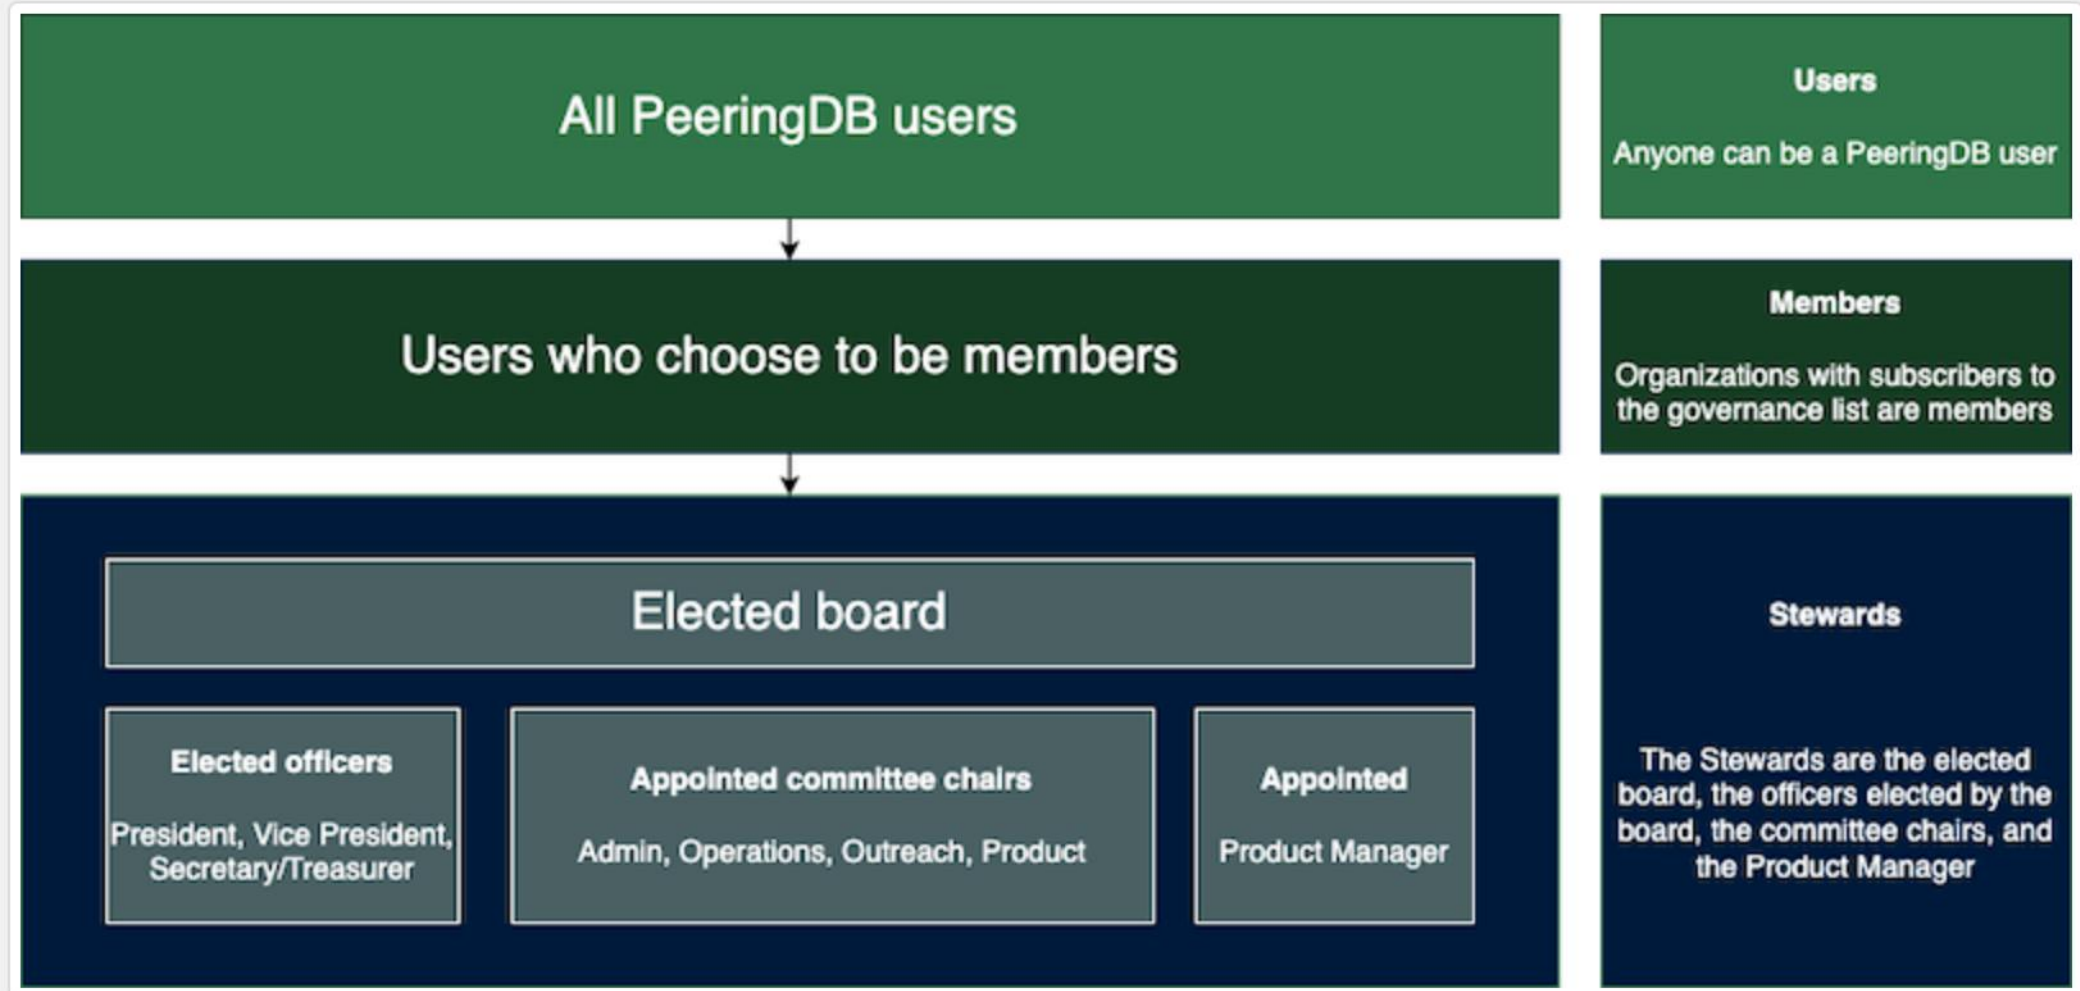 All PeeringDB users
Users
Anyone can be a PeeringDB user
Users who choose to be members
Members
Organizations with subscribers to
the governance list are members
Elected board
Elected officers
President, Vice President,
Secretary/Treasurer
Appointed committee chairs
Admin, Operations, Outreach, Product
Appointed
Product Manager
Stewards
The Stewards are the elected
board, the officers elected by the
board, the committee chairs, and
the Product Manager